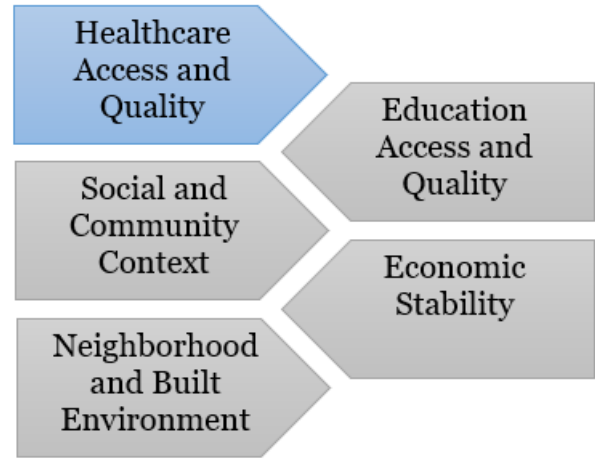 Healthcare
Access and
Quality
Education
Access and
Quality
Social and
Community
Context
Economic
Stability
Neighborhood
and Built
Environment